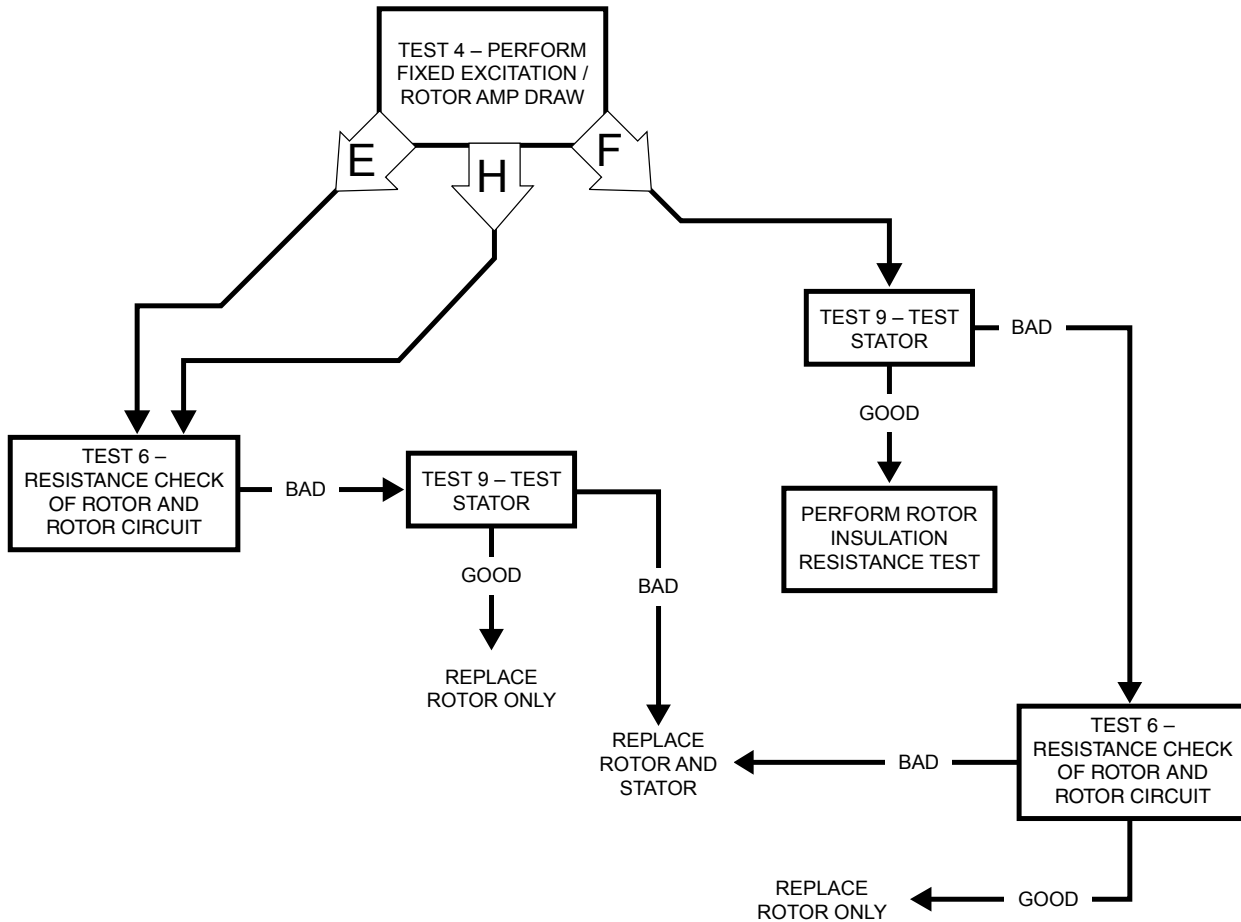 TEST 4 – PERFORM
FIXED EXCITATION /
ROTOR AMP DRAW
E
H
F
TEST 9 – TEST
STATOR
BAD
GOOD
PERFORM ROTOR
INSULATION
RESISTANCE TEST
TEST 6 –
RESISTANCE CHECK
OF ROTOR AND
ROTOR CIRCUIT
BAD
TEST 9 – TEST
STATOR
GOOD
BAD
REPLACE
ROTOR ONLY
REPLACE
ROTOR AND
STATOR
BAD
TEST 6 –
RESISTANCE CHECK
OF ROTOR AND
ROTOR CIRCUIT
REPLACE
ROTOR ONLY
GOOD